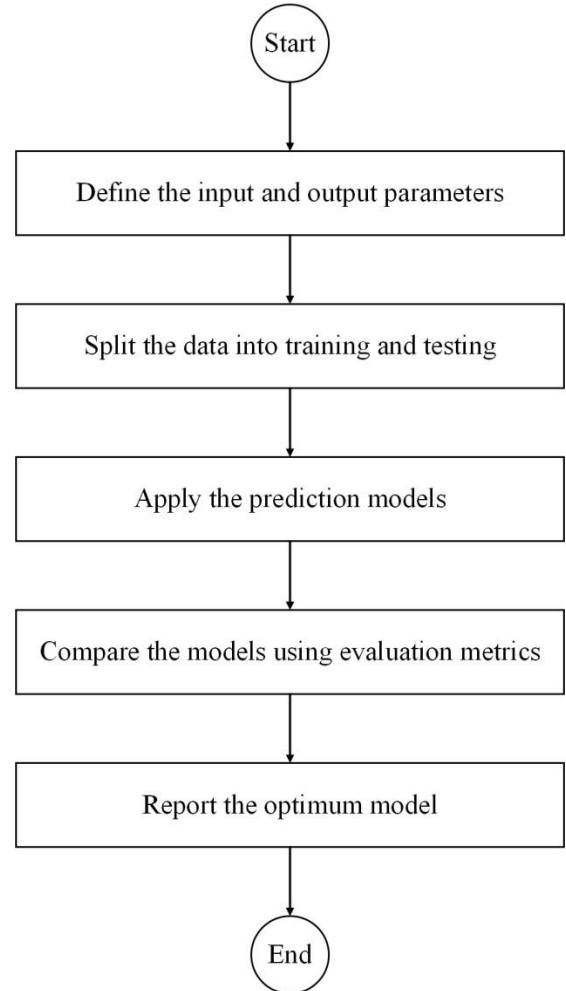 Start
Define the input and output parameters
Split the data into training and testing
Apply the prediction models
Compare the models using evaluation metrics
Report the optimum model
End